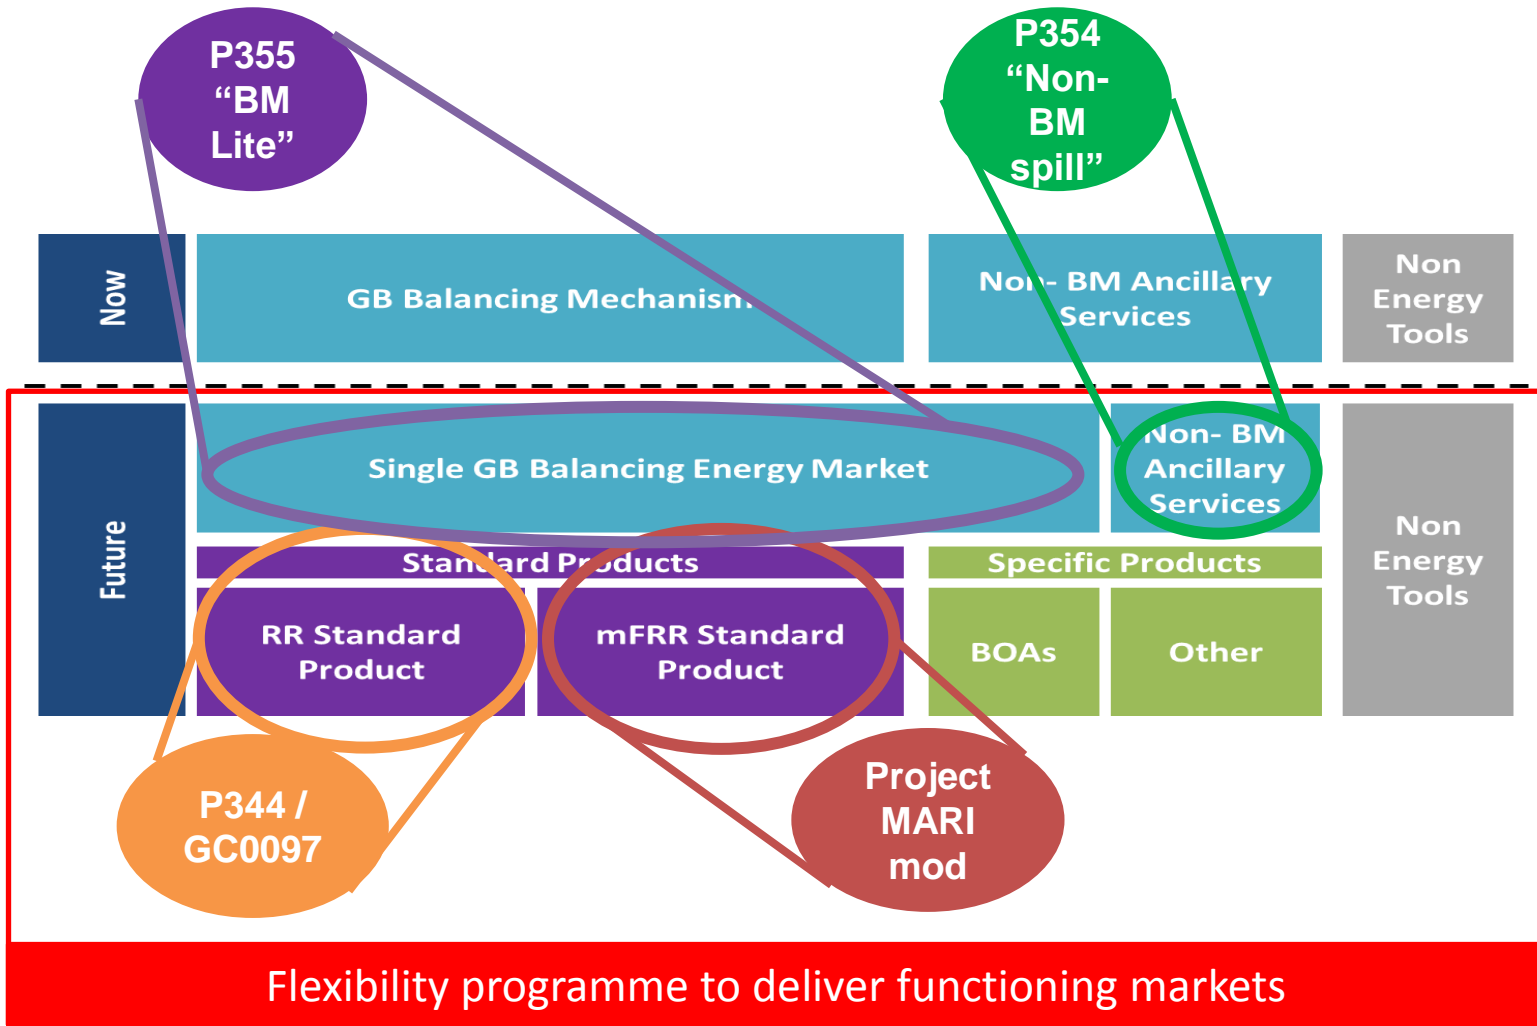 P355
“BM
Lite”
P354
“Non-
BM
spill”
Now
GB Balancing Mechanism
Non- BM Ancillary
Services
Non
Energy
Tools
Future
Single GB Balancing Energy Market
Non- BM
Ancillary
Services
Non
Energy
Tools
Standard Products
Specific Products
RR Standard
Product
mFRR Standard
Product
BOAs
Other
P344 /
GC0097
Project
MARI
mod
Flexibility programme to deliver functioning markets